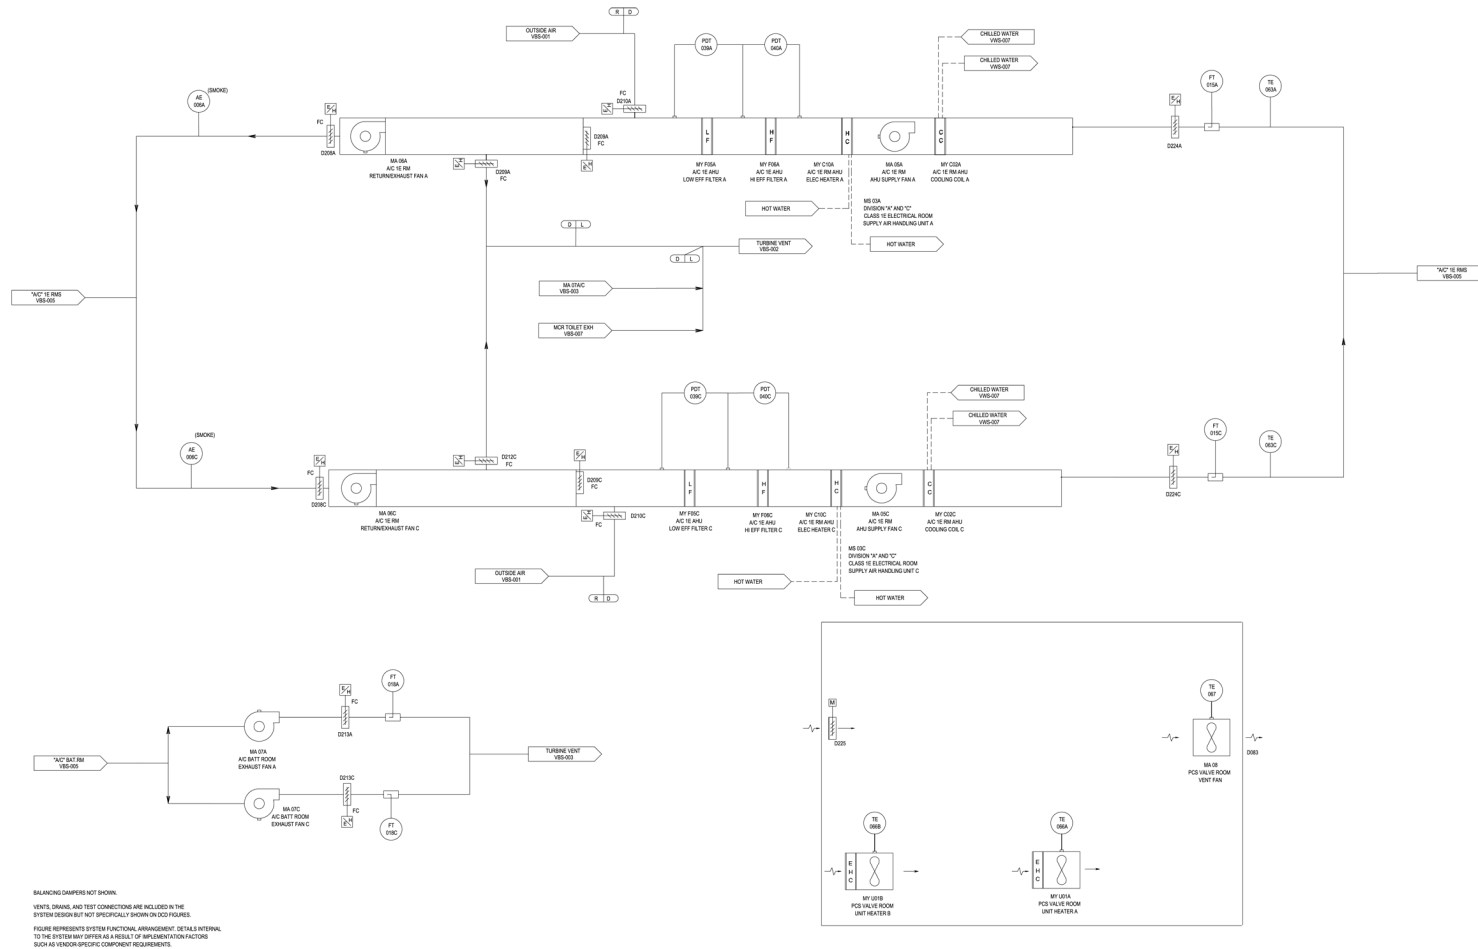 R D
OUTSIDE AIR
VBS-001
PDT
039A
PDT
040A
CHILLED WATER
VWS-007
CHILLED WATER
VWS-007
FT
015A
TE
063A
AE
006A
(SMOKE)
E/H
FC
D208A
FC
D210A
E/H
D209A
FC
E/H
L
F
H
F
H
C
C
C
E/H
D224A
MA 06A
A/C 1E RM
RETURN/EXHAUST FAN A
E/H
D209A
FC
MY F05A
A/C 1E AHU
LOW EFF FILTER A
MY F06A
A/C 1E AHU
HI EFF FILTER A
MY C10A
A/C 1E RM AHU
ELEC HEATER A
MA 05A
A/C 1E RM
AHU SUPPLY FAN A
MY C02A
A/C 1E RM AHU
COOLING COIL A
HOT WATER
MS 03A
DIVISION "A" AND "C"
CLASS 1E ELECTRICAL ROOM
SUPPLY AIR HANDLING UNIT A
HOT WATER
D L
TURBINE VENT
VBS-002
D L
MA 07A/C
VBS-003
MCR TOILET EXH
VBS-007
"A/C" 1E RMS
VBS-005
"A/C" 1E RMS
VBS-005
PDT
039C
PDT
040C
CHILLED WATER
VWS-007
CHILLED WATER
VWS-007
FT
015C
TE
063C
AE
006C
(SMOKE)
E/H
FC
D208C
E/H
D212C
FC
E/H
D209C
FC
L
F
H
F
H
C
C
C
E/H
D224C
MA 06C
A/C 1E RM
RETURN/EXHAUST FAN C
E/H
FC
D210C
MY F05C
A/C 1E AHU
LOW EFF FILTER C
MY F06C
A/C 1E AHU
HI EFF FILTER C
MY C10C
A/C 1E RM AHU
ELEC HEATER C
MA 05C
A/C 1E RM
AHU SUPPLY FAN C
MY C02C
A/C 1E RM AHU
COOLING COIL C
MS 03C
DIVISION "A" AND "C"
CLASS 1E ELECTRICAL ROOM
SUPPLY AIR HANDLING UNIT C
OUTSIDE AIR
VBS-001
R D
HOT WATER
HOT WATER
FT
018A
E/H
FC
D213A
MA 07A
A/C BATT ROOM
EXHAUST FAN A
"A/C" BAT.RM
VBS-005
TURBINE VENT
VBS-003
D213C
FC
E/H
MA 07C
A/C BATT ROOM
EXHAUST FAN C
FT
018C
M
D225
TE
067
D083
MA 08
PCS VALVE ROOM
VENT FAN
TE
066B
E
H
C
MY U01B
PCS VALVE ROOM
UNIT HEATER B
TE
066A
E
H
C
MY U01A
PCS VALVE ROOM
UNIT HEATER A
BALANCING DAMPERS NOT SHOWN.
VENTS, DRAINS, AND TEST CONNECTIONS ARE INCLUDED IN THE
SYSTEM DESIGN BUT NOT SPECIFICALLY SHOWN ON DCD FIGURES.
FIGURE REPRESENTS SYSTEM FUNCTIONAL ARRANGEMENT. DETAILS INTERNAL
TO THE SYSTEM MAY DIFFER AS A RESULT OF IMPLEMENTATION FACTORS
SUCH AS VENDOR-SPECIFIC COMPONENT REQUIREMENTS.